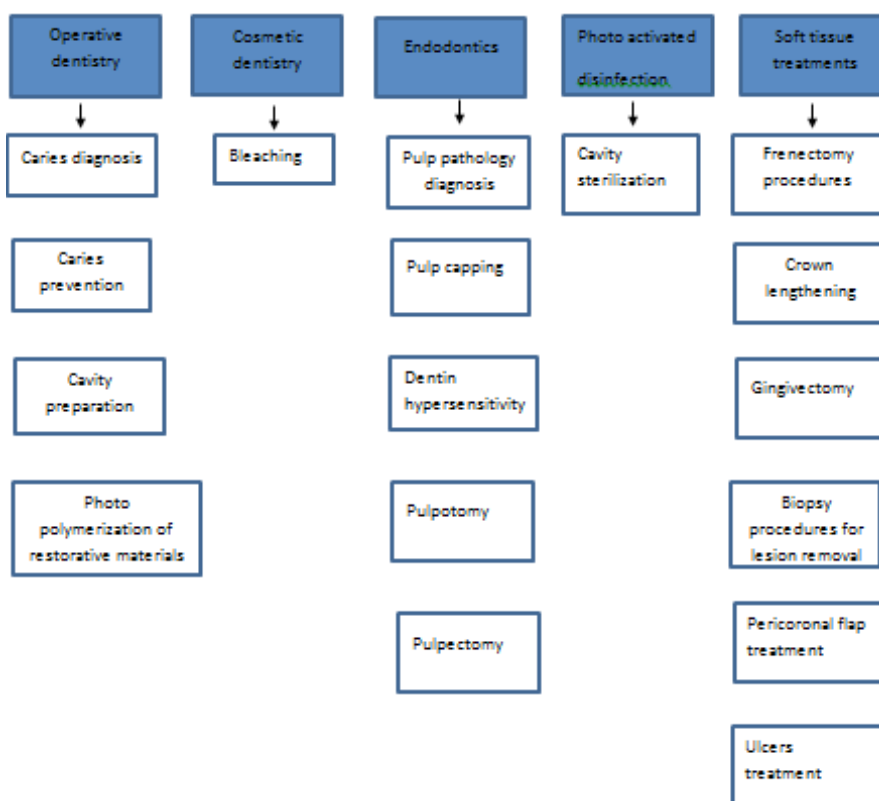 Operative
dentistry
Caries diagnosis
Caries
prevention
Cavity
preparation
Photo
polymerization of
restorative materials
Cosmetic
dentistry
Bleaching
Endodontics
Pulp pathology
diagnosis
Pulp capping
Dentin
hypersensitivity
Pulpotomy
Pulpectomy
Photo activated
disinfection
Cavity
sterilization
Soft tissue
treatments
Frenectomy
procedures
Crown
lengthening
Gingivectomy
Biopsy
procedures for
lesion removal
Pericoronal flap
treatment
Ulcers
treatment